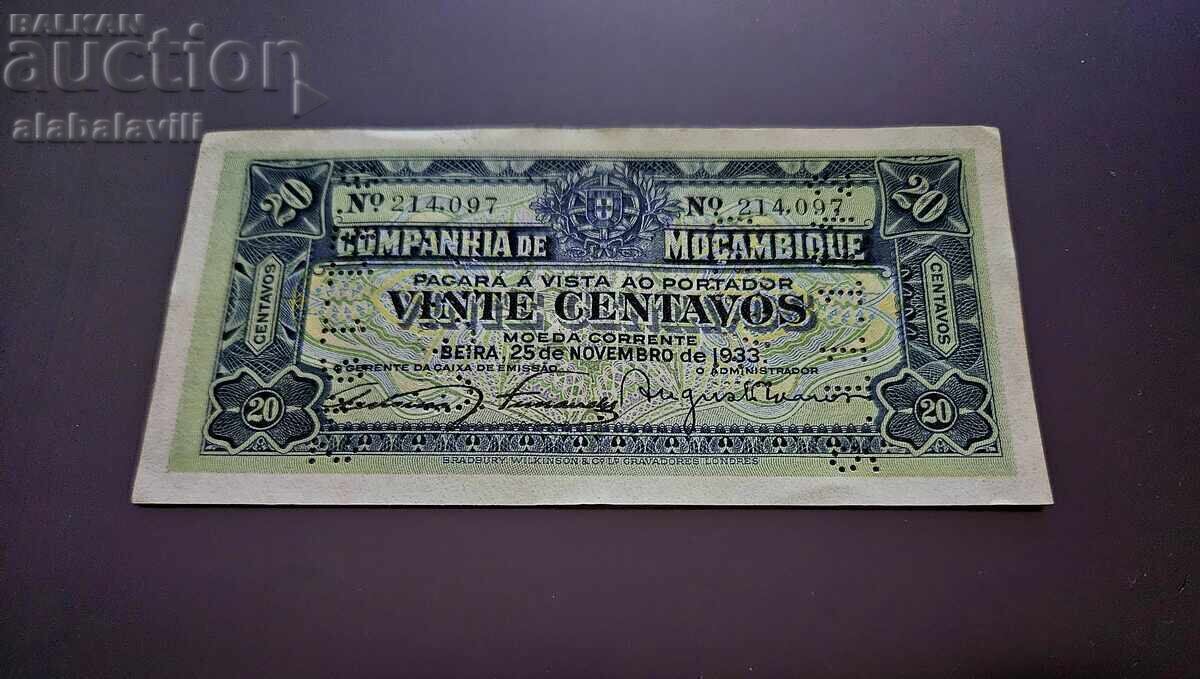 BALKAN
auction
alabalavili
20
20
Nº 214,097
Nº 214,097
COMPANHIA DE MOÇAMBIQUE
PAGARÁ Á VISTA AO PORTADOR
CENTAVOS
CENTAVOS
VINTE CENTAVOS
MOEDA CORRENTE
BEIRA, 25 de NOVEMBRO de 1933.
O GERENTE DA CAIXA DE EMISSÃO
O ADMINISTRADOR
20
20
BRADBURY, WILKINSON & Cº Lº GRAVADORES LONDRES